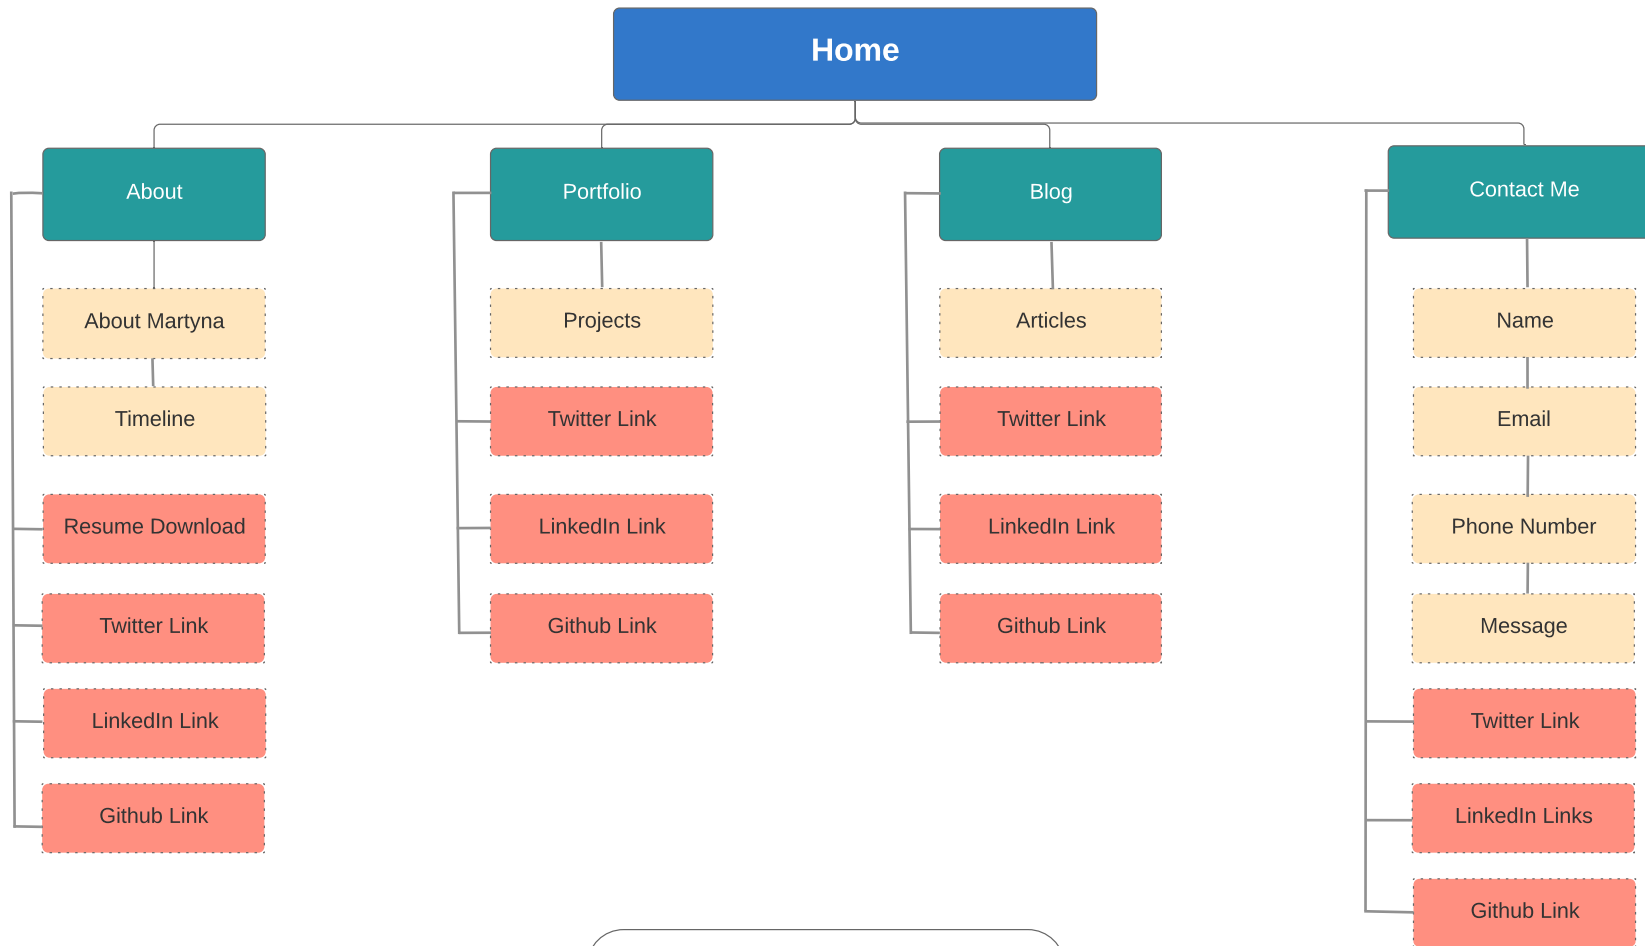 Home
About
Portfolio
Blog
Contact Me
About Martyna
Projects
Articles
Name
Timeline
Twitter Link
Twitter Link
Email
Resume Download
LinkedIn Link
LinkedIn Link
Phone Number
Twitter Link
Github Link
Github Link
Message
LinkedIn Link
Twitter Link
Github Link
LinkedIn Links
Github Link